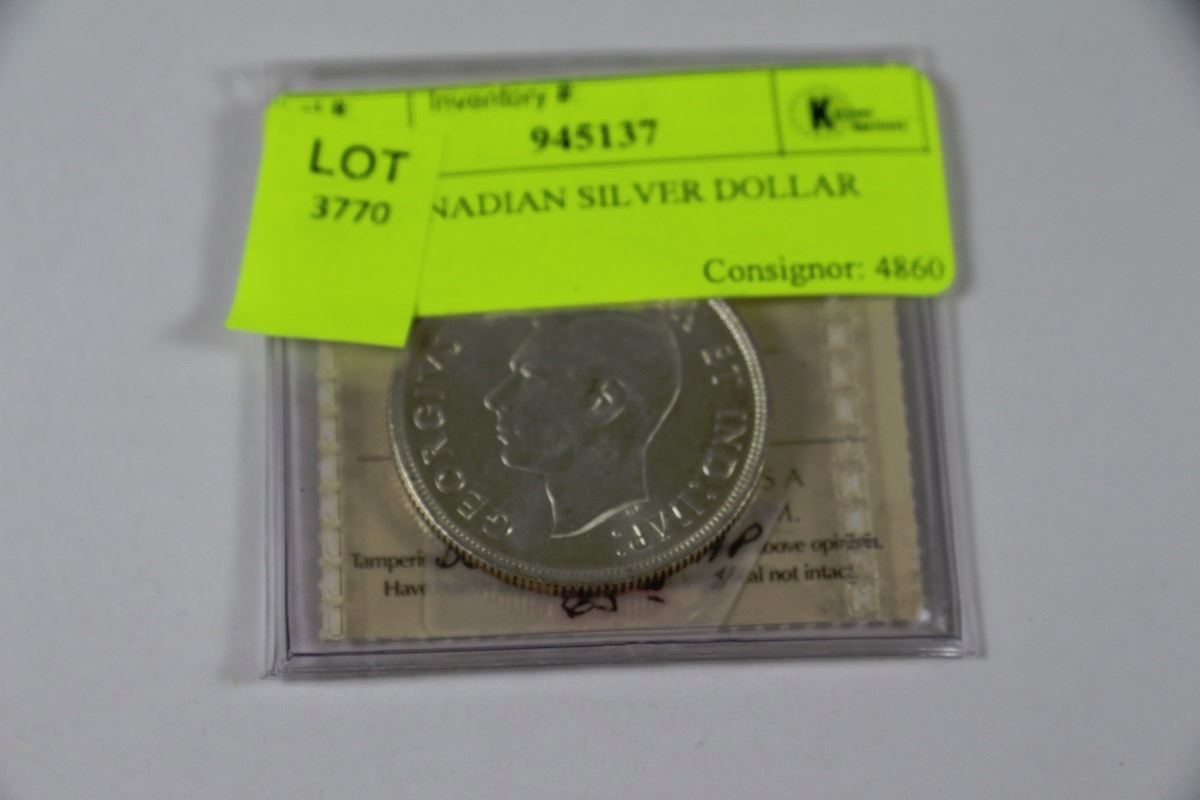 Inventory #:
945137
K
LOT
3770
NADIAN SILVER DOLLAR
Consignor: 4860
GEORGIVS
ET IND: IMP:
S A
M.
Tamperin
bove opinion.
Have
al not intact.